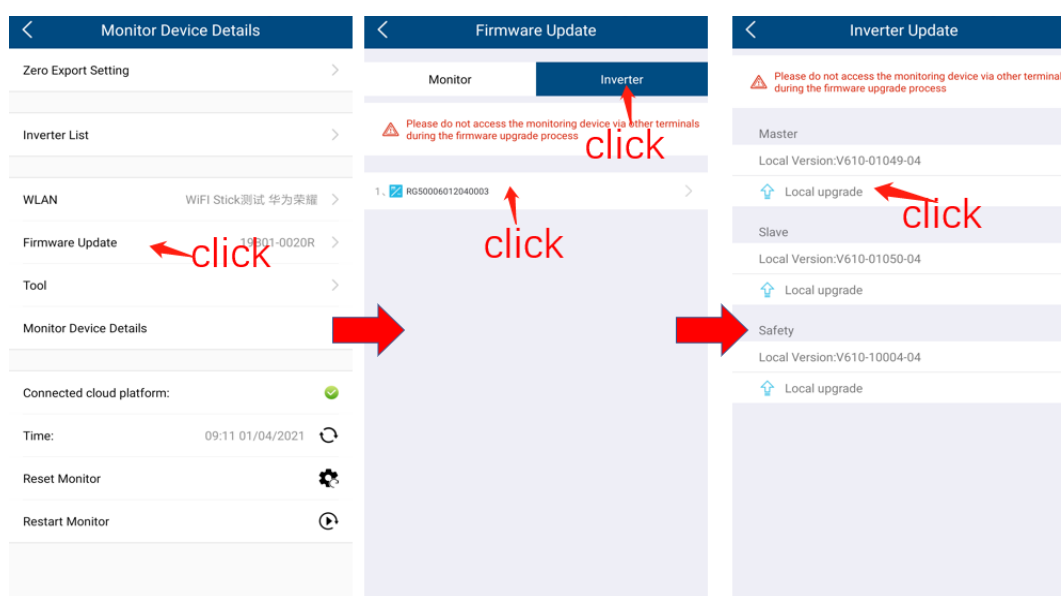 Monitor Device Details
Zero Export Setting
Inverter List
WLAN
WiFI Stick测试 华为荣耀
Firmware Update
19B01-0020R
click
Tool
Monitor Device Details
Connected cloud platform:
Time:
09:11 01/04/2021
Reset Monitor
Restart Monitor
Firmware Update
Monitor
Inverter
Please do not access the monitoring device via other terminals
during the firmware upgrade process
click
1、
RG50006012040003
click
Inverter Update
Please do not access the monitoring device via other terminal
during the firmware upgrade process
Master
Local Version:V610-01049-04
Local upgrade
click
Slave
Local Version:V610-01050-04
Local upgrade
Safety
Local Version:V610-10004-04
Local upgrade